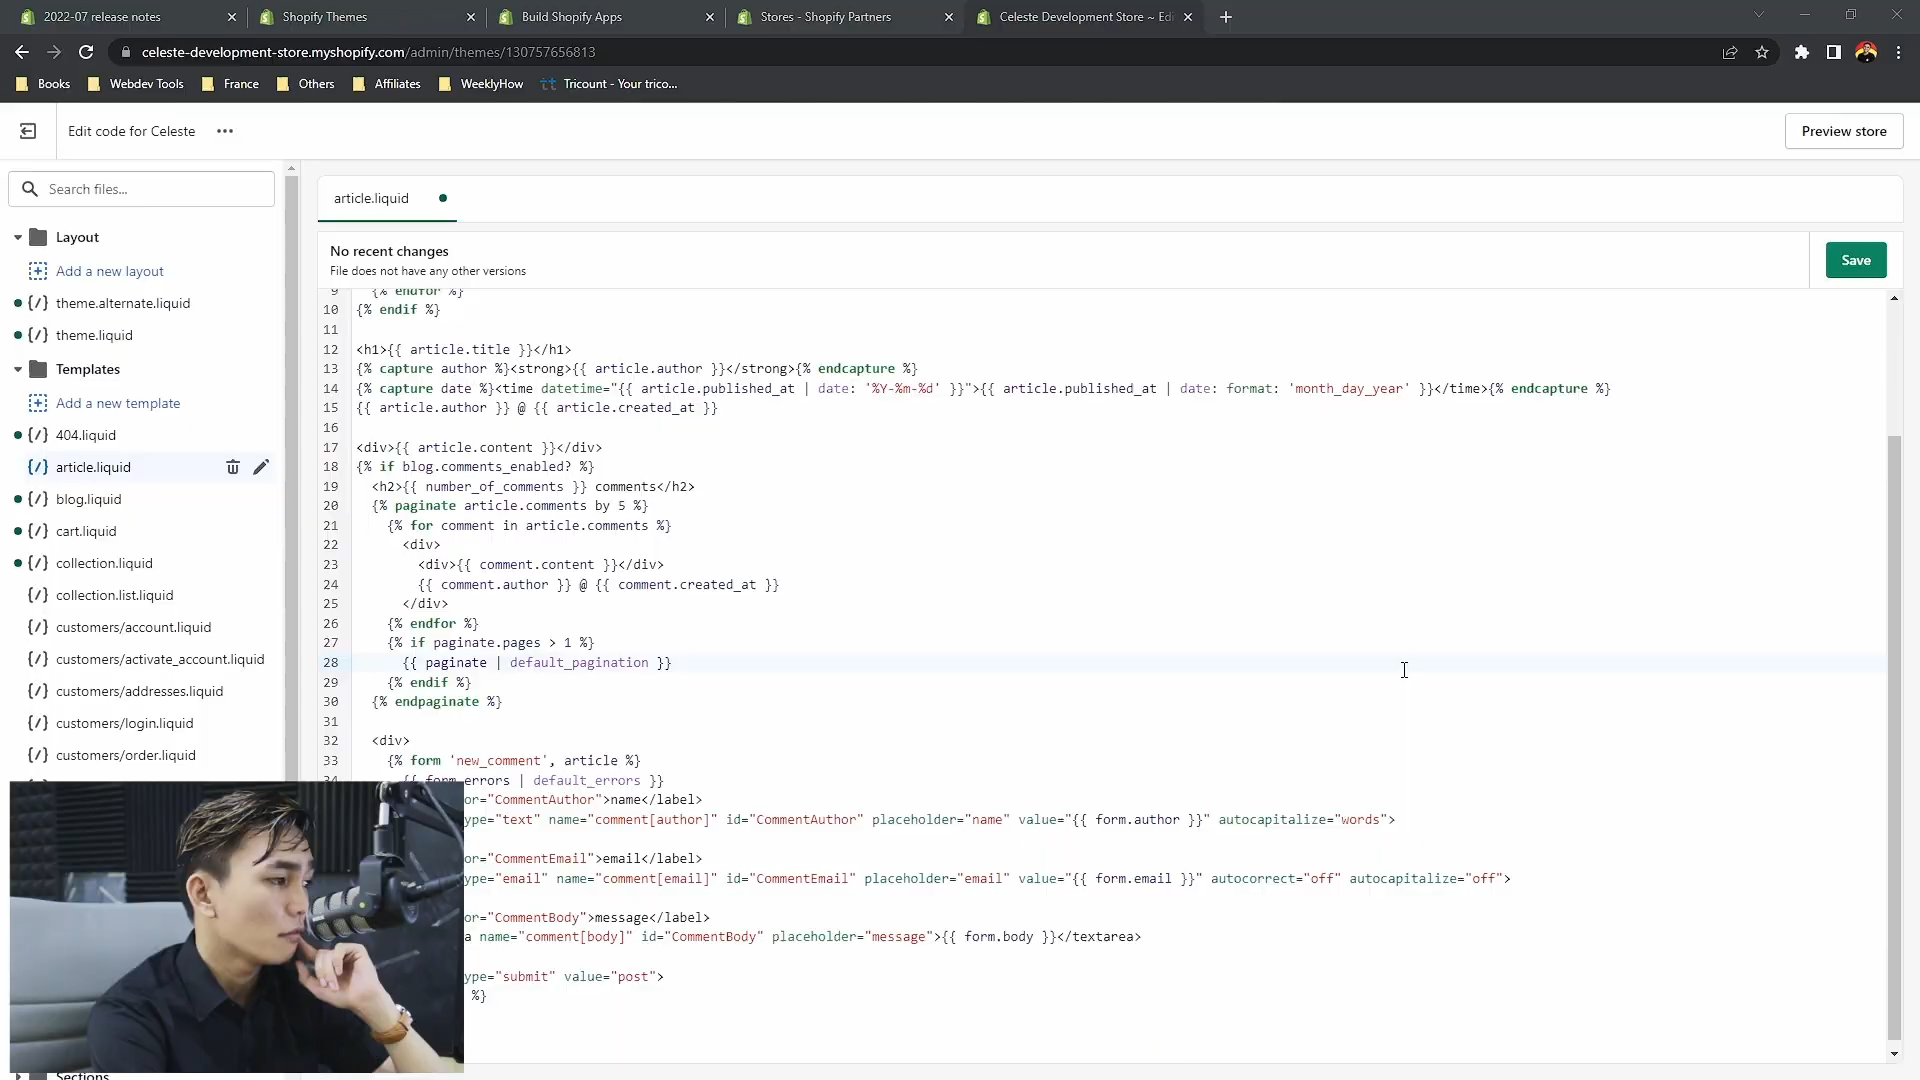 2022-07 release notes
Shopify Themes
Build Shopify Apps
Stores - Shopify Partners
Celeste Development Store ~ Edi
celeste-development-store.myshopify.com/admin/themes/130757656813
Books
Webdev Tools
France
Others
Affiliates
WeeklyHow
Tricount - Your trico...
Edit code for Celeste
Preview store
Search files...
Layout
Add a new layout
theme.alternate.liquid
theme.liquid
Templates
Add a new template
404.liquid
article.liquid
blog.liquid
cart.liquid
collection.liquid
collection.list.liquid
customers/account.liquid
customers/activate_account.liquid
customers/addresses.liquid
customers/login.liquid
customers/order.liquid
Sections
article.liquid
No recent changes
File does not have any other versions
Save
9 {% endfor %}
10 {% endif %}
11
12 <h1>{{ article.title }}</h1>
13 {% capture author %}<strong>{{ article.author }}</strong>{% endcapture %}
14 {% capture date %}<time datetime="{{ article.published_at | date: '%Y-%m-%d' }}">{{ article.published_at | date: format: 'month_day_year' }}</time>{% endcapture %}
15 {{ article.author }} @ {{ article.created_at }}
16
17 <div>{{ article.content }}</div>
18 {% if blog.comments_enabled? %}
19 <h2>{{ number_of_comments }} comments</h2>
20 {% paginate article.comments by 5 %}
21 {% for comment in article.comments %}
22 <div>
23 <div>{{ comment.content }}</div>
24 {{ comment.author }} @ {{ comment.created_at }}
25 </div>
26 {% endfor %}
27 {% if paginate.pages > 1 %}
28 {{ paginate | default_pagination }}
29 {% endif %}
30 {% endpaginate %}
31
32 <div>
33 {% form 'new_comment', article %}
34 {{ form.errors | default_errors }}
or="CommentAuthor">name</label>
ype="text" name="comment[author]" id="CommentAuthor" placeholder="name" value="{{ form.author }}" autocapitalize="words">
or="CommentEmail">email</label>
ype="email" name="comment[email]" id="CommentEmail" placeholder="email" value="{{ form.email }}" autocorrect="off" autocapitalize="off">
or="CommentBody">message</label>
a name="comment[body]" id="CommentBody" placeholder="message">{{ form.body }}</textarea>
ype="submit" value="post">
%}